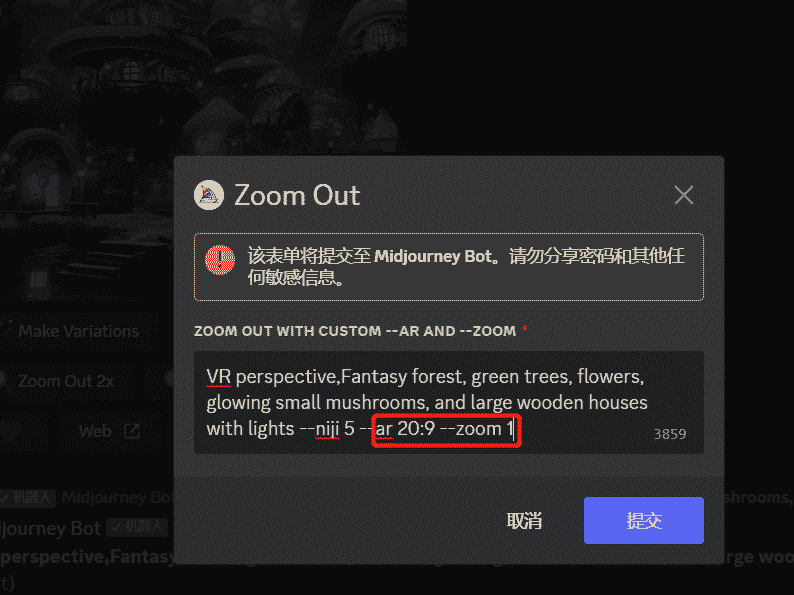 Zoom Out
该表单将提交至 Midjourney Bot。请勿分享密码和其他任
何敏感信息。
ZOOM OUT WITH CUSTOM --AR AND --ZOOM *
VR perspective,Fantasy forest, green trees, flowers,
glowing small mushrooms, and large wooden houses
with lights --niji 5 --ar 20:9 --zoom 1
3859
取消
提交
Make Variations
Zoom Out 2x
Web
✓ 机器人 Midjourney Bot
shrooms,
journey Bot ✓ 机器人
perspective,Fantasy
rge woo
t)